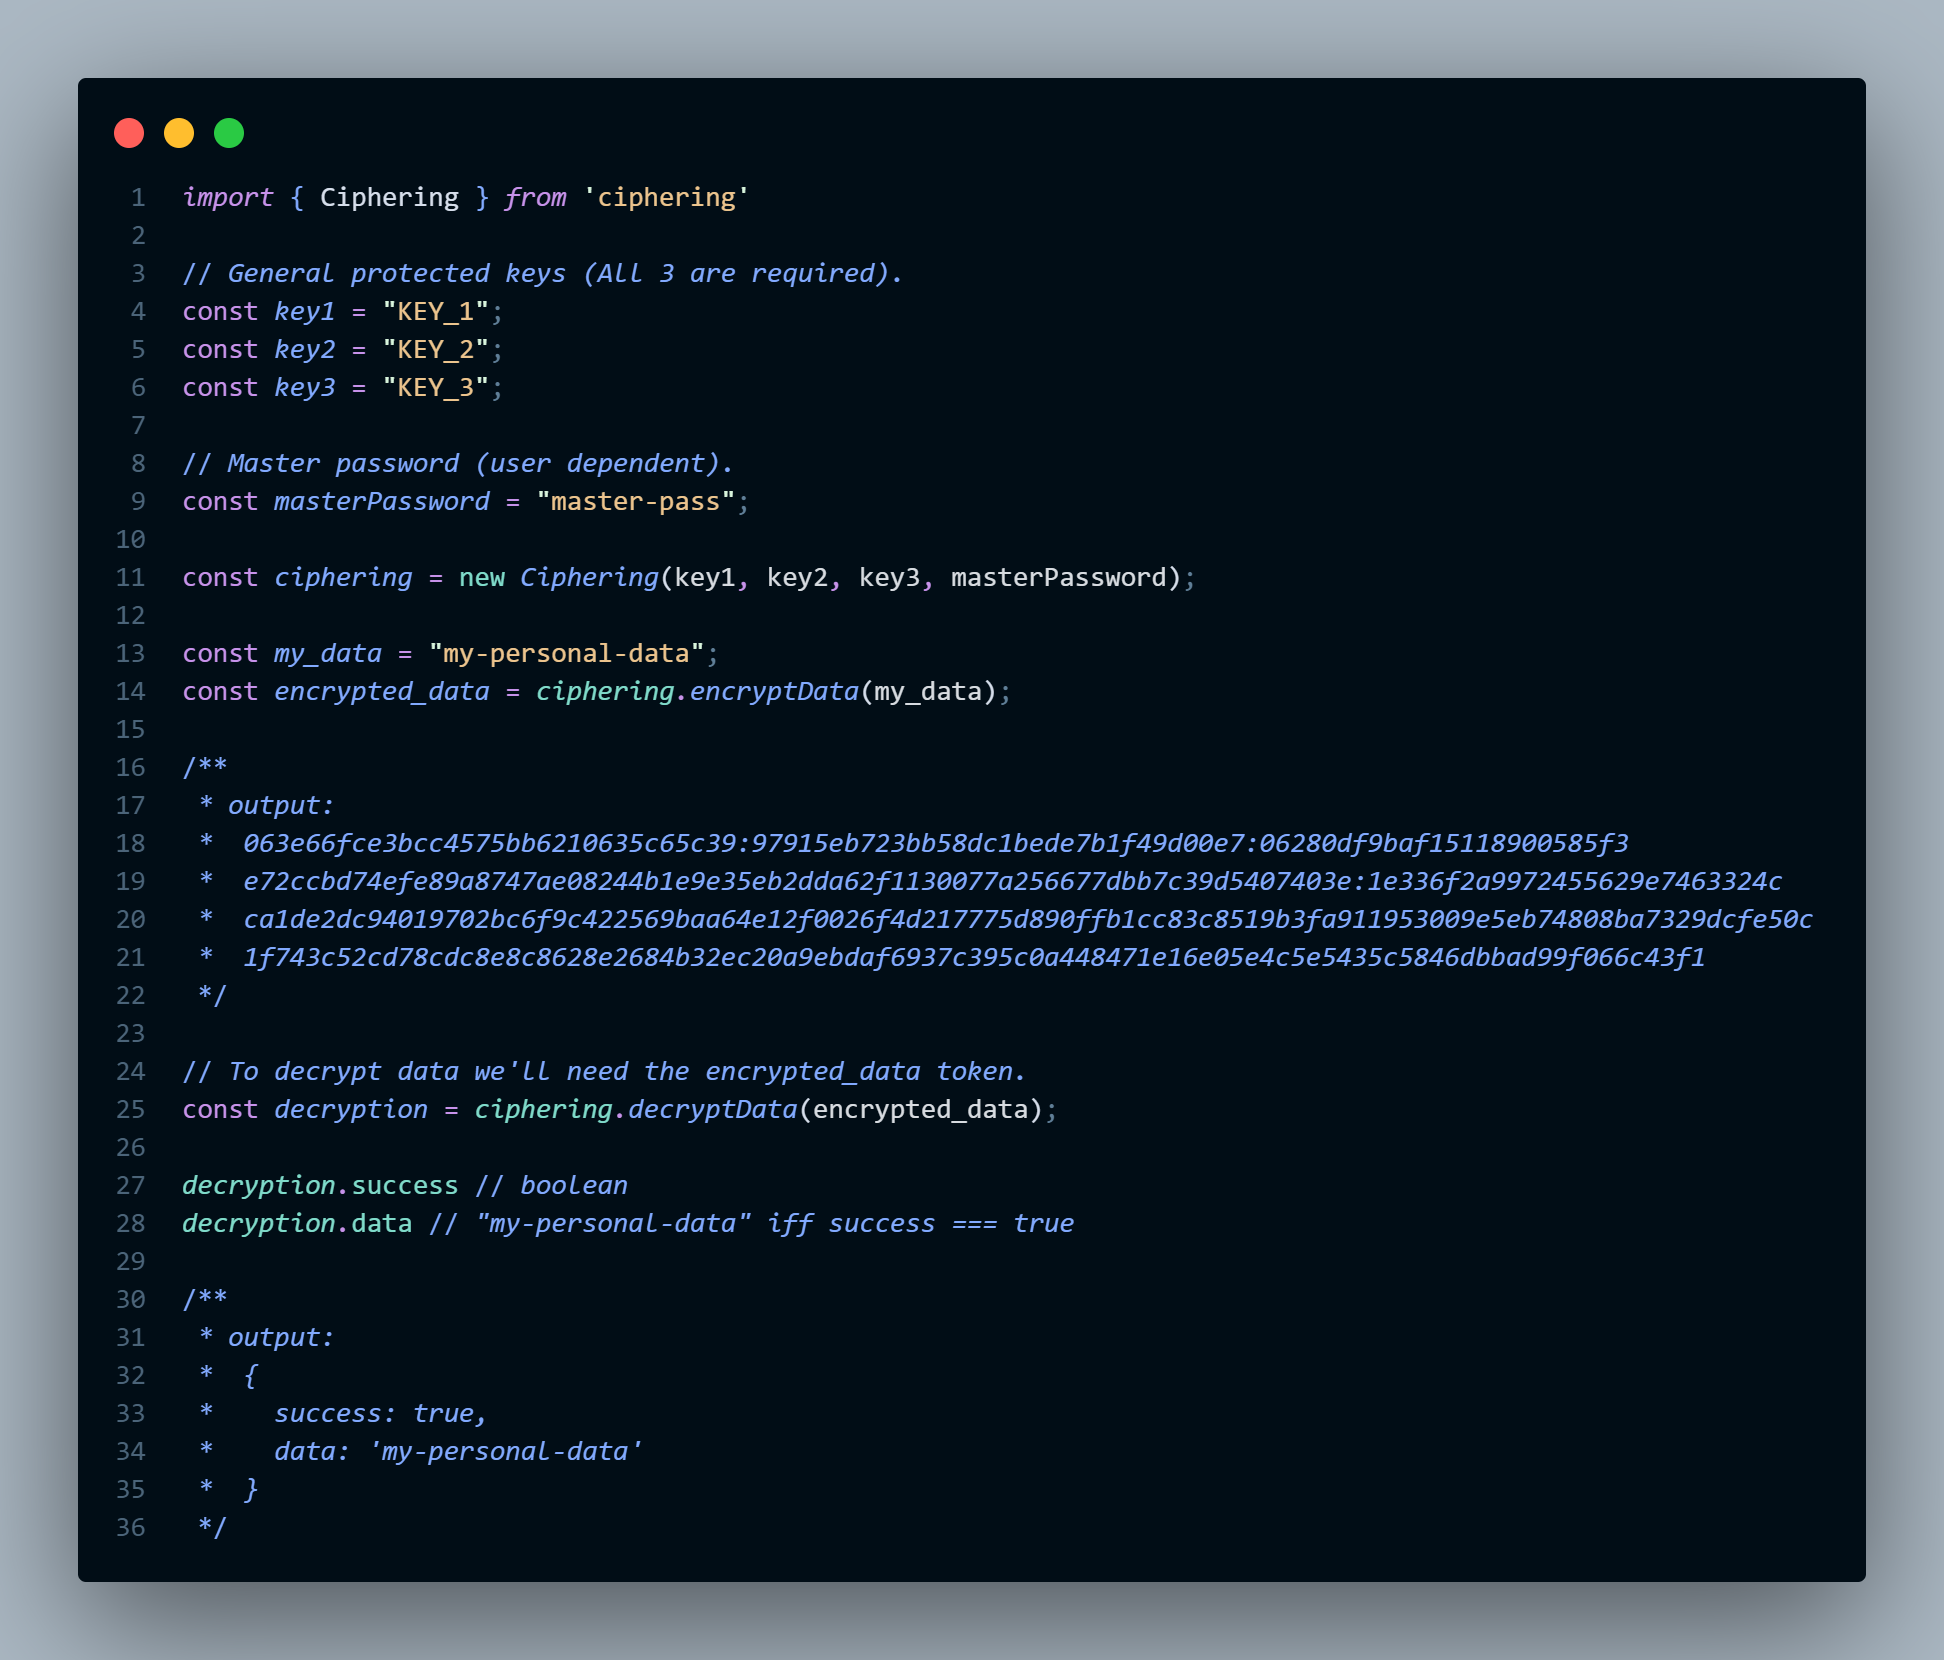 1 import { Ciphering } from 'ciphering'
2
3 // General protected keys (All 3 are required).
4 const key1 = "KEY_1";
5 const key2 = "KEY_2";
6 const key3 = "KEY_3";
7
8 // Master password (user dependent).
9 const masterPassword = "master-pass";
10
11 const ciphering = new Ciphering(key1, key2, key3, masterPassword);
12
13 const my_data = "my-personal-data";
14 const encrypted_data = ciphering.encryptData(my_data);
15
16 /**
17  * output:
18  *  063e66fce3bcc4575bb6210635c65c39:97915eb723bb58dc1bede7b1f49d00e7:06280df9baf15118900585f3
19  *  e72ccbd74efe89a8747ae08244b1e9e35eb2dda62f1130077a256677dbb7c39d5407403e:1e336f2a9972455629e7463324c
20  *  ca1de2dc94019702bc6f9c422569baa64e12f0026f4d217775d890ffb1cc83c8519b3fa911953009e5eb74808ba7329dcfe50c
21  *  1f743c52cd78cdc8e8c8628e2684b32ec20a9ebdaf6937c395c0a448471e16e05e4c5e5435c5846dbbad99f066c43f1
22  */
23
24 // To decrypt data we'll need the encrypted_data token.
25 const decryption = ciphering.decryptData(encrypted_data);
26
27 decryption.success // boolean
28 decryption.data // "my-personal-data" iff success === true
29
30 /**
31  * output:
32  *  {
33  *    success: true,
34  *    data: 'my-personal-data'
35  *  }
36  */